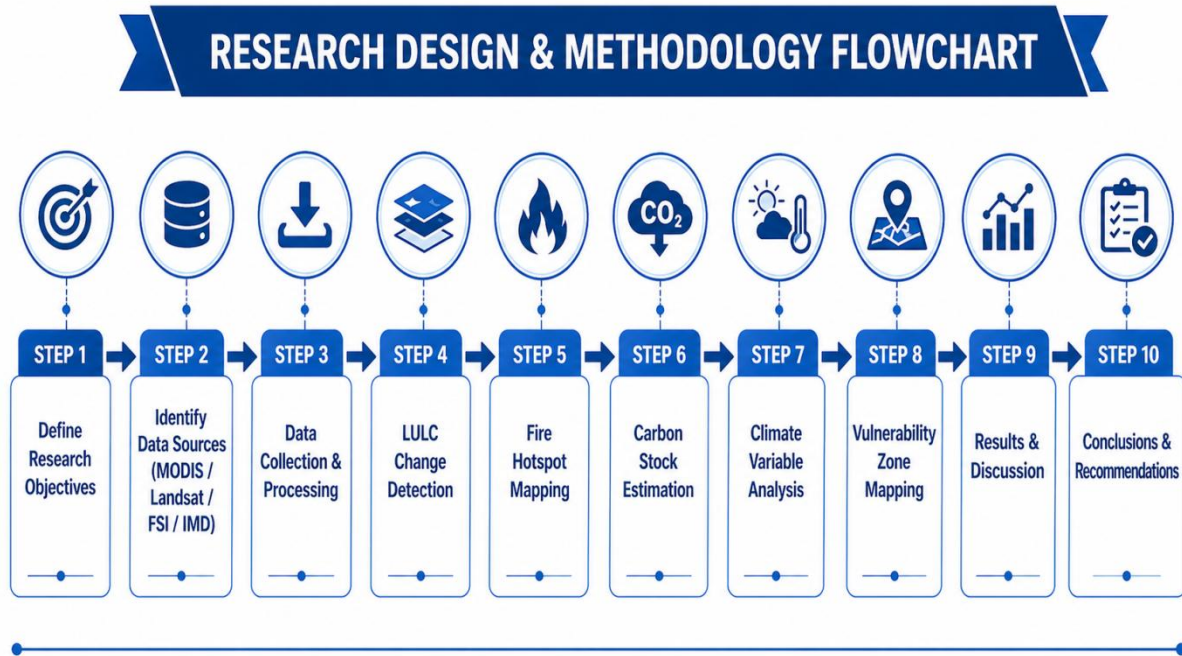 RESEARCH DESIGN & METHODOLOGY FLOWCHART
CO₂
STEP 1
Define
Research
Objectives
STEP 2
Identify
Data Sources
(MODIS /
Landsat /
FSI / IMD)
STEP 3
Data
Collection &
Processing
STEP 4
LULC
Change
Detection
STEP 5
Fire
Hotspot
Mapping
STEP 6
Carbon
Stock
Estimation
STEP 7
Climate
Variable
Analysis
STEP 8
Vulnerability
Zone
Mapping
STEP 9
Results &
Discussion
STEP 10
Conclusions &
Recommendations